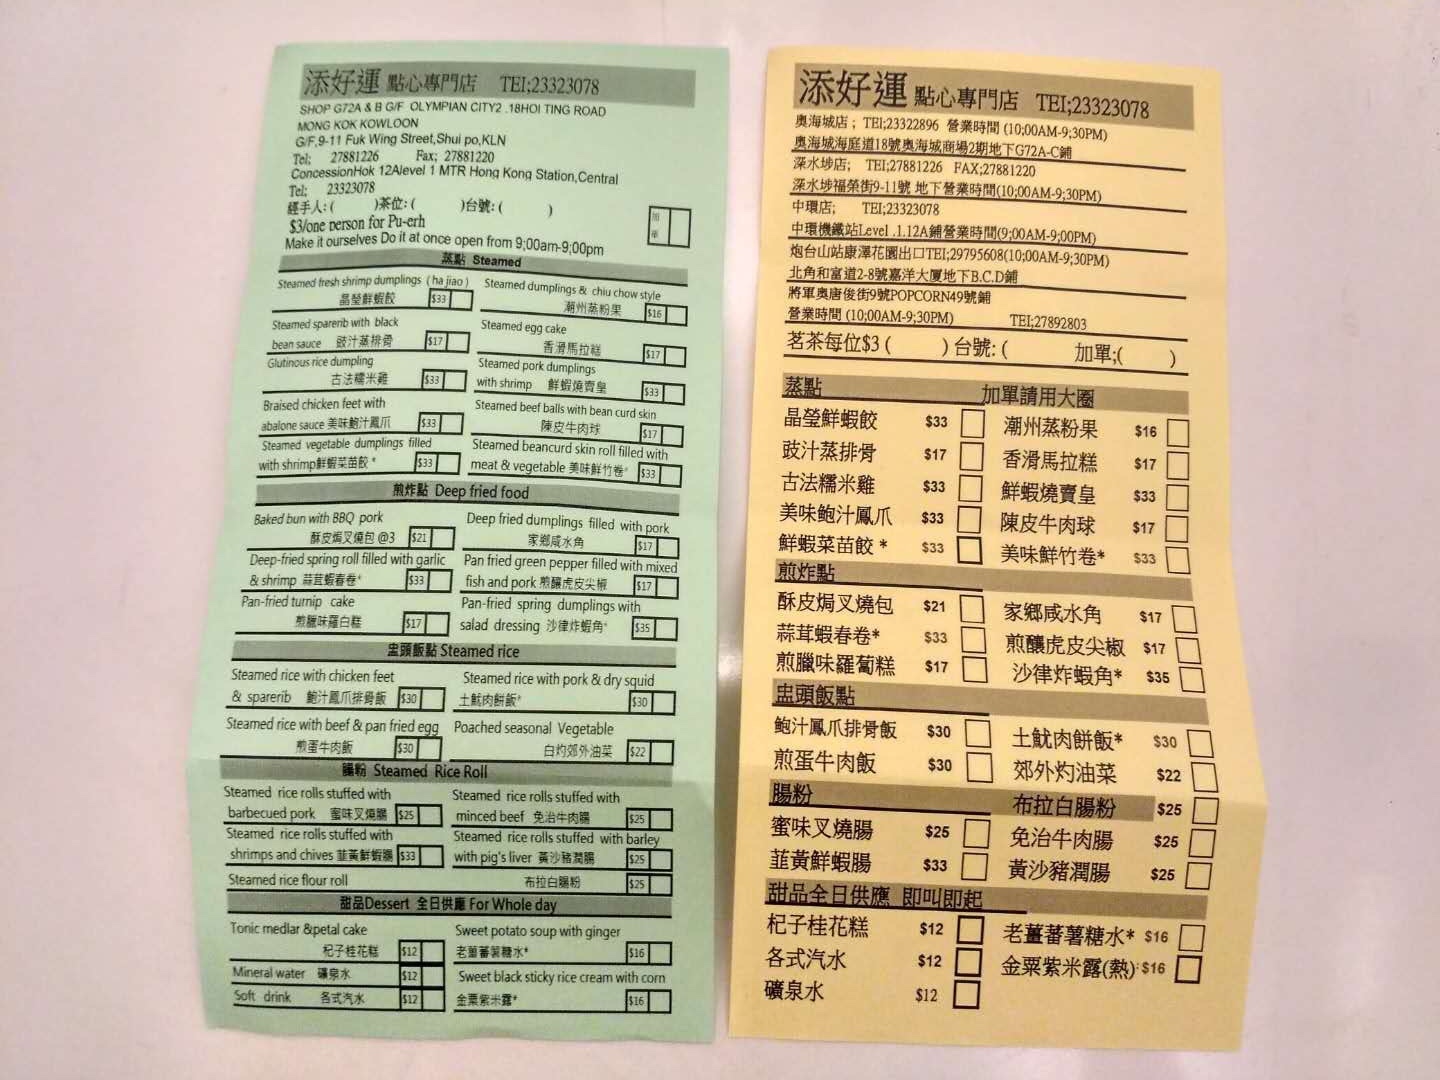 添好運 點心專門店 TEI;23323078
SHOP G72A & B G/F OLYMPIAN CITY2 .18HOI TING ROAD
MONG KOK KOWLOON
G/F,9-11 Fuk Wing Street,Shui po,KLN
Tel; 27881226 Fax; 27881220
ConcessionHok 12Alevel 1 MTR Hong Kong Station,Central
Tel; 23323078
經手人:( )茶位:( )台號:( )
加單
$3/one person for Pu-erh
Make it ourselves Do it at once open from 9;00am-9;00pm
蒸點 Steamed
Steamed fresh shrimp dumplings (ha jiao)
晶瑩鮮蝦餃 $33
Steamed dumplings & chiu chow style
潮州蒸粉果 $16
Steamed sparerib with black
bean sauce 豉汁蒸排骨 $17
Steamed egg cake
香滑馬拉糕 $17
Glutinous rice dumpling
古法糯米雞 $33
Steamed pork dumplings
with shrimp 鮮蝦燒賣皇 $33
Braised chicken feet with
abalone sauce 美味鮑汁鳳爪 $33
Steamed beef balls with bean curd skin
陳皮牛肉球 $17
Steamed vegetable dumplings filled
with shrimp鮮蝦菜苗餃* $33
Steamed beancurd skin roll filled with
meat & vegetable 美味鮮竹卷* $33
煎炸點 Deep fried food
Baked bun with BBQ pork
酥皮焗叉燒包 @3 $21
Deep fried dumplings filled with pork
家鄉咸水角 $17
Deep-fried spring roll filled with garlic
& shrimp 蒜茸蝦春卷* $33
Pan fried green pepper filled with mixed
fish and pork 煎釀虎皮尖椒 $17
Pan-fried turnip cake
煎臘味羅白糕 $17
Pan-fried spring dumplings with
salad dressing 沙律炸蝦角* $35
盅頭飯點 Steamed rice
Steamed rice with chicken feet
& sparerib 鮑汁鳳爪排骨飯 $30
Steamed rice with pork & dry squid
土魷肉餅飯* $30
Steamed rice with beef & pan fried egg
煎蛋牛肉飯 $30
Poached seasonal Vegetable
白灼郊外油菜 $22
腸粉 Steamed Rice Roll
Steamed rice rolls stuffed with
barbecued pork 蜜味叉燒腸 $25
Steamed rice rolls stuffed with
minced beef 免治牛肉腸 $25
Steamed rice rolls stuffed with
shrimps and chives 韮黃鮮蝦腸 $33
Steamed rice rolls stuffed with barley
with pig's liver 黃沙豬潤腸 $25
Steamed rice flour roll 布拉白腸粉 $25
甜品Dessert 全日供應 For Whole day
Tonic medlar &petal cake
杞子桂花糕 $12
Sweet potato soup with ginger
老薑蕃薯糖水* $16
Mineral water 礦泉水 $12
Sweet black sticky rice cream with corn
金粟紫米露* $16
Soft drink 各式汽水 $12
添好運 點心專門店 TEI;23323078
奧海城店; TEI;23322896 營業時間 (10;00AM-9;30PM)
奧海城海庭道18號奧海城商場2期地下G72A-C鋪
深水埗店; TEI;27881226 FAX;27881220
深水埗福榮街9-11號 地下營業時間(10;00AM-9;30PM)
中環店; TEI;23323078
中環機鐵站Level .1.12A鋪營業時間(9;00AM-9;00PM)
炮台山站康澤花園出口TEI;29795608(10;00AM-9;30PM)
北角和富道2-8號嘉洋大厦地下B.C.D鋪
將軍奧唐俊街9號POPCORN49號鋪
營業時間 (10;00AM-9;30PM) TEI;27892803
茗茶每位$3 ( ) 台號: ( 加單;( )
蒸點 加單請用大圈
晶瑩鮮蝦餃 $33 潮州蒸粉果 $16
豉汁蒸排骨 $17 香滑馬拉糕 $17
古法糯米雞 $33 鮮蝦燒賣皇 $33
美味鮑汁鳳爪 $33 陳皮牛肉球 $17
鮮蝦菜苗餃* $33 美味鮮竹卷* $33
煎炸點
酥皮焗叉燒包 $21 家鄉咸水角 $17
蒜茸蝦春卷* $33 煎釀虎皮尖椒 $17
煎臘味羅蔔糕 $17 沙律炸蝦角* $35
盅頭飯點
鮑汁鳳爪排骨飯 $30 土魷肉餅飯* $30
煎蛋牛肉飯 $30 郊外灼油菜 $22
腸粉 布拉白腸粉 $25
蜜味叉燒腸 $25 免治牛肉腸 $25
韮黃鮮蝦腸 $33 黃沙豬潤腸 $25
甜品全日供應 即叫即起
杞子桂花糕 $12 老薑蕃薯糖水* $16
各式汽水 $12 金粟紫米露(熱)* $16
礦泉水 $12